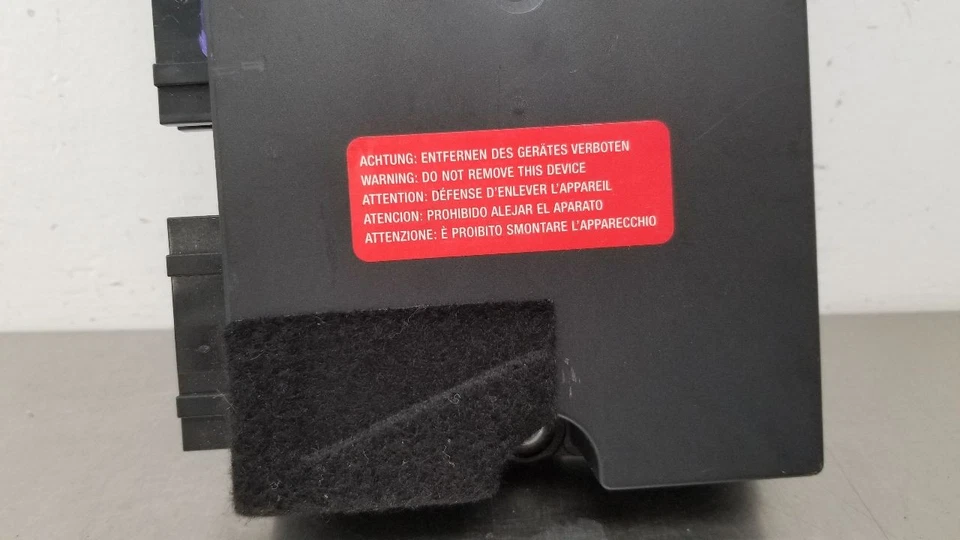 ACHTUNG: ENTFERNEN DES GERÄTES VERBOTEN
WARNING: DO NOT REMOVE THIS DEVICE
ATTENTION: DÉFENSE D'ENLEVER L'APPAREIL
ATENCION: PROHIBIDO ALEJAR EL APARATO
ATTENZIONE: È PROIBITO SMONTARE L'APPARECCHIO